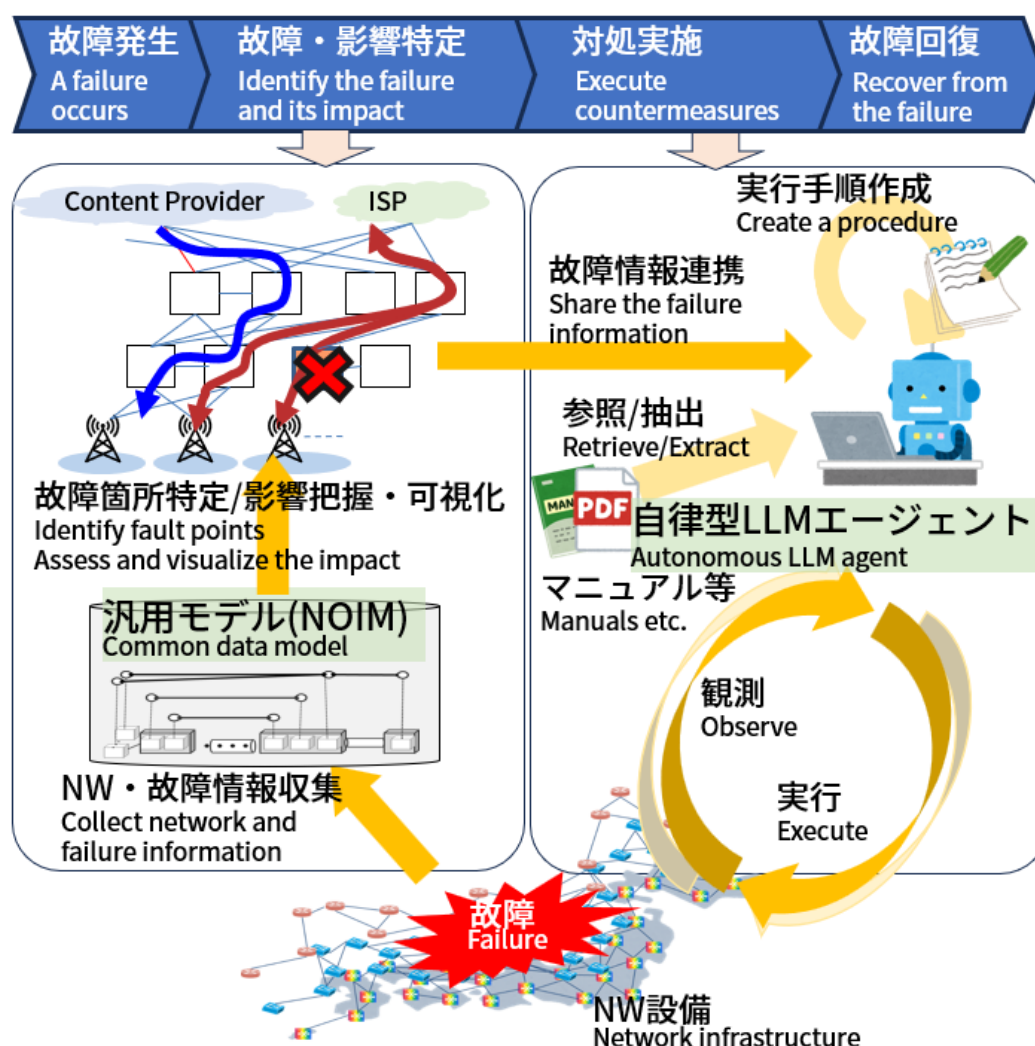 故障発生
A failure
occurs
故障・影響特定
Identify the failure
and its impact
対処実施
Execute
countermeasures
故障回復
Recover from
the failure
Content Provider
ISP
故障箇所特定/影響把握・可視化
Identify fault points
Assess and visualize the impact
汎用モデル(NOIM)
Common data model
NW・故障情報収集
Collect network and
failure information
実行手順作成
Create a procedure
故障情報連携
Share the failure
information
参照/抽出
Retrieve/Extract
MAN
PDF
自律型LLMエージェント
Autonomous LLM agent
マニュアル等
Manuals etc.
観測
Observe
実行
Execute
故障
Failure
NW設備
Network infrastructure